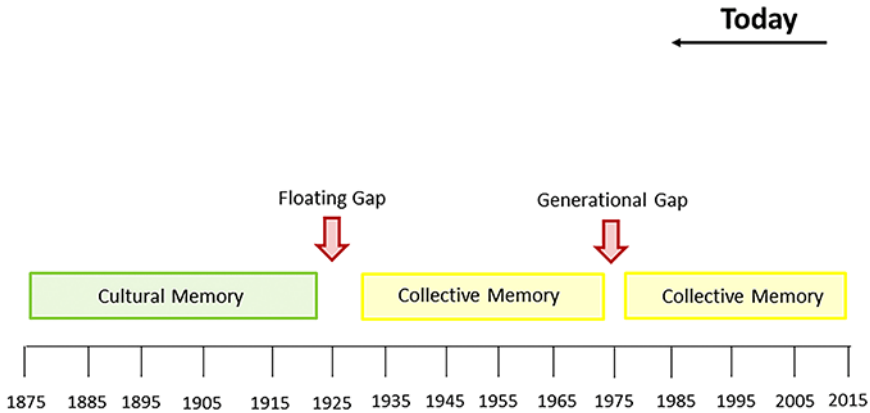 Today
Floating Gap
Generational Gap
Cultural Memory
Collective Memory
Collective Memory
1875 1885 1895 1905 1915 1925 1935 1945 1955 1965 1975 1985 1995 2005 2015